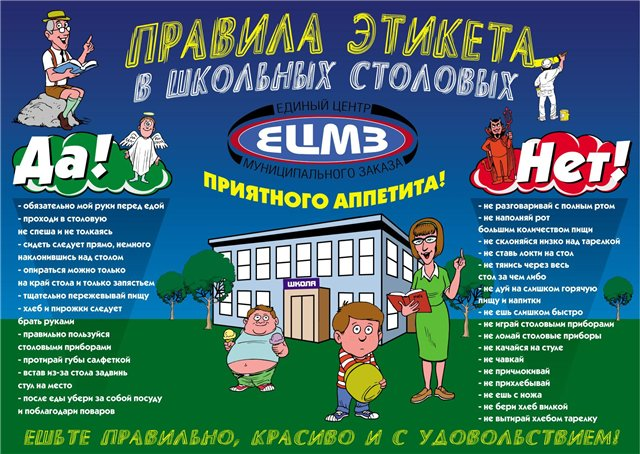 ПРАВИЛА ЭТИКЕТА
В ШКОЛЬНЫХ СТОЛОВЫХ
ЕДИНЫЙ ЦЕНТР
ЕЦМЗ
МУНИЦИПАЛЬНОГО ЗАКАЗА
ПРИЯТНОГО АППЕТИТА!
Да!
- обязательно мой руки перед едой
- проходи в столовую
не спеша и не толкаясь
- сидеть следует прямо, немного
наклонившись над столом
- опираться можно только
на край стола и только запястьем
- тщательно пережевывай пищу
- хлеб и пирожки следует
брать руками
- правильно пользуйся
столовыми приборами
- протирай губы салфеткой
- встав из-за стола задвинь
стул на место
- после еды убери за собой посуду
и поблагодари поваров
ШКОЛА
Нет!
- не разговаривай с полным ртом
- не наполняй рот
большим количеством пищи
- не склоняйся низко над тарелкой
- не ставь локти на стол
- не тянись через весь
стол за чем либо
- не дуй на слишком горячую
пищу и напитки
- не ешь слишком быстро
- не играй столовыми приборами
- не ломай столовые приборы
- не качайся на стуле
- не чавкай
- не причмокивай
- не прихлебывай
- не ешь с ножа
- не бери хлеб вилкой
- не вытирай хлебом тарелку
ЕШЬТЕ ПРАВИЛЬНО, КРАСИВО И С УДОВОЛЬСТВИЕМ!